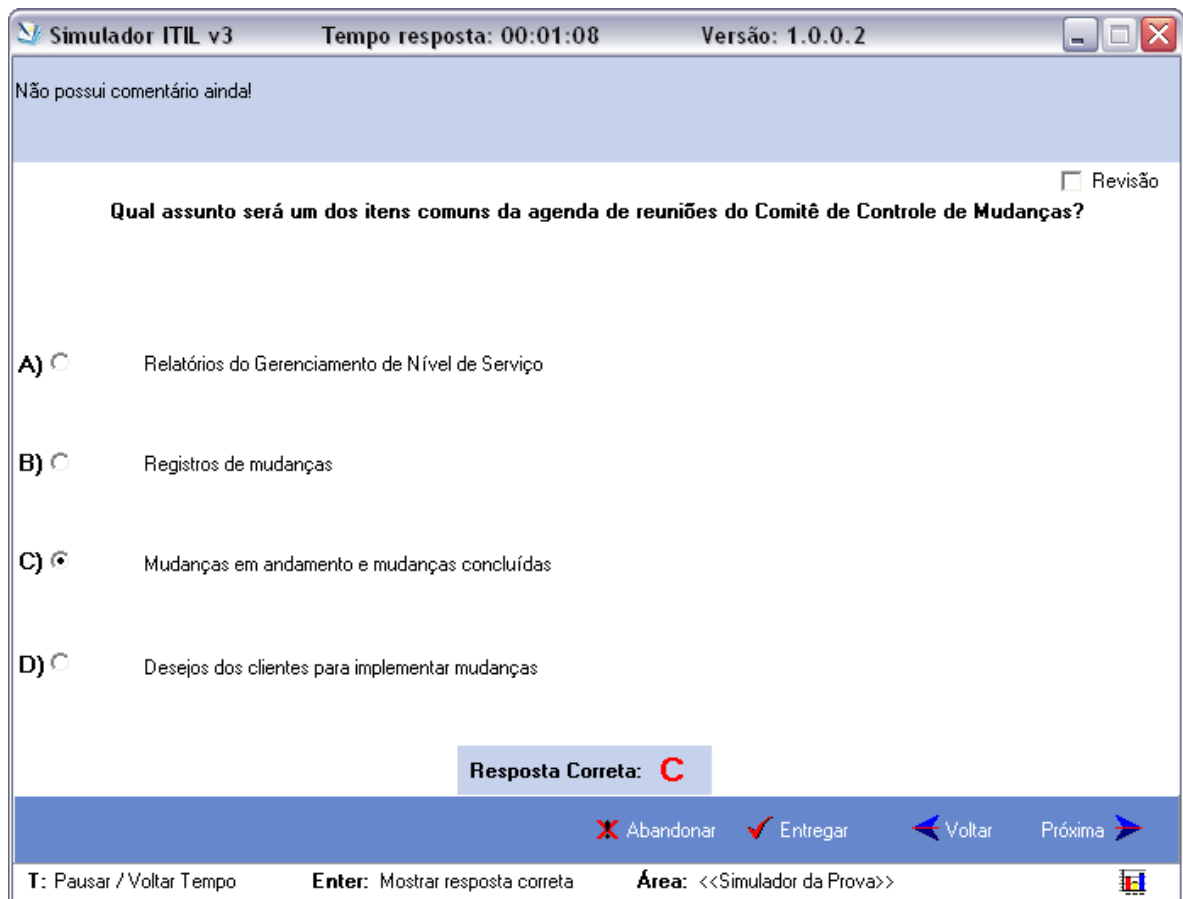 Simulador ITIL v3 Tempo resposta: 00:01:08 Versão: 1.0.0.2
Não possui comentário ainda!
Revisão
Qual assunto será um dos itens comuns da agenda de reuniões do Comitê de Controle de Mudanças?
A) Relatórios do Gerenciamento de Nível de Serviço
B) Registros de mudanças
C) Mudanças em andamento e mudanças concluídas
D) Desejos dos clientes para implementar mudanças
Resposta Correta: C
Abandonar Entregar Voltar Próxima
T: Pausar / Voltar Tempo Enter: Mostrar resposta correta Área: <<Simulador da Prova>>